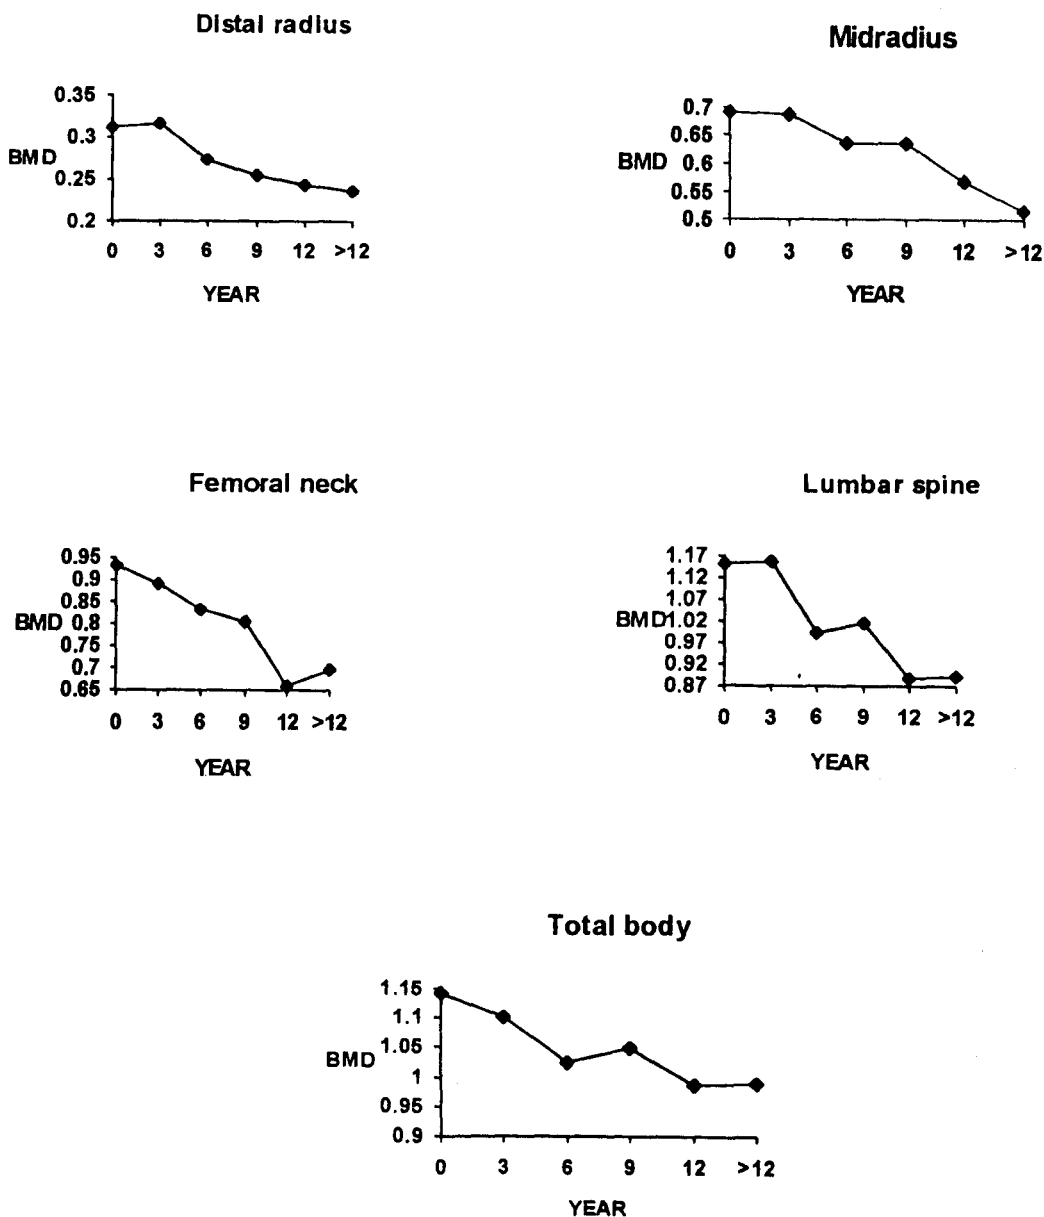 Distal radius
0.35
0.3
BMD
0.25
0.2
0 3 6 9 12 >12
YEAR
Midradius
0.7
0.65
BMD 0.6
0.55
0.5
0 3 6 9 12 >12
YEAR
Femoral neck
0.95
0.9
0.85
BMD 0.8
0.75
0.7
0.65
0 3 6 9 12 >12
YEAR
Lumbar spine
1.17
1.12
1.07
BMD 1.02
0.97
0.92
0.87
0 3 6 9 12 >12
YEAR
Total body
1.15
1.1
1.05
BMD
1
0.95
0.9
0 3 6 9 12 >12
YEAR